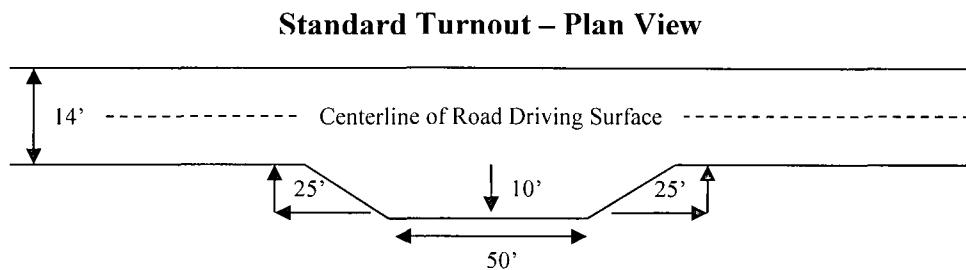 Standard Turnout – Plan View
14'
Centerline of Road Driving Surface
25'
10'
25'
50'